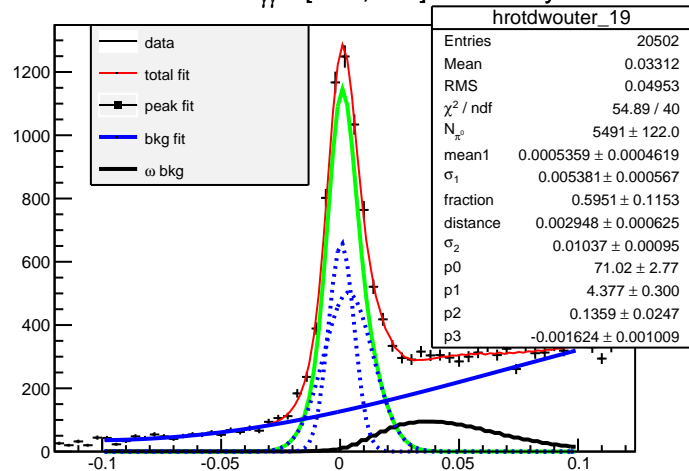 hrotdwouter_19
Entries 20502
Mean 0.03312
RMS 0.04953
χ² / ndf 54.89 / 40
N_π⁰ 5491 ± 122.0
mean1 0.0005359 ± 0.0004619
σ₁ 0.005381 ± 0.000567
fraction 0.5951 ± 0.1153
distance 0.002948 ± 0.000625
σ₂ 0.01037 ± 0.00095
p0 71.02 ± 2.77
p1 4.377 ± 0.300
p2 0.1359 ± 0.0247
p3 -0.001624 ± 0.001009
data
total fit
peak fit
bkg fit
ω bkg
1200
1000
800
600
400
200
0
-0.1 -0.05 0 0.05 0.1